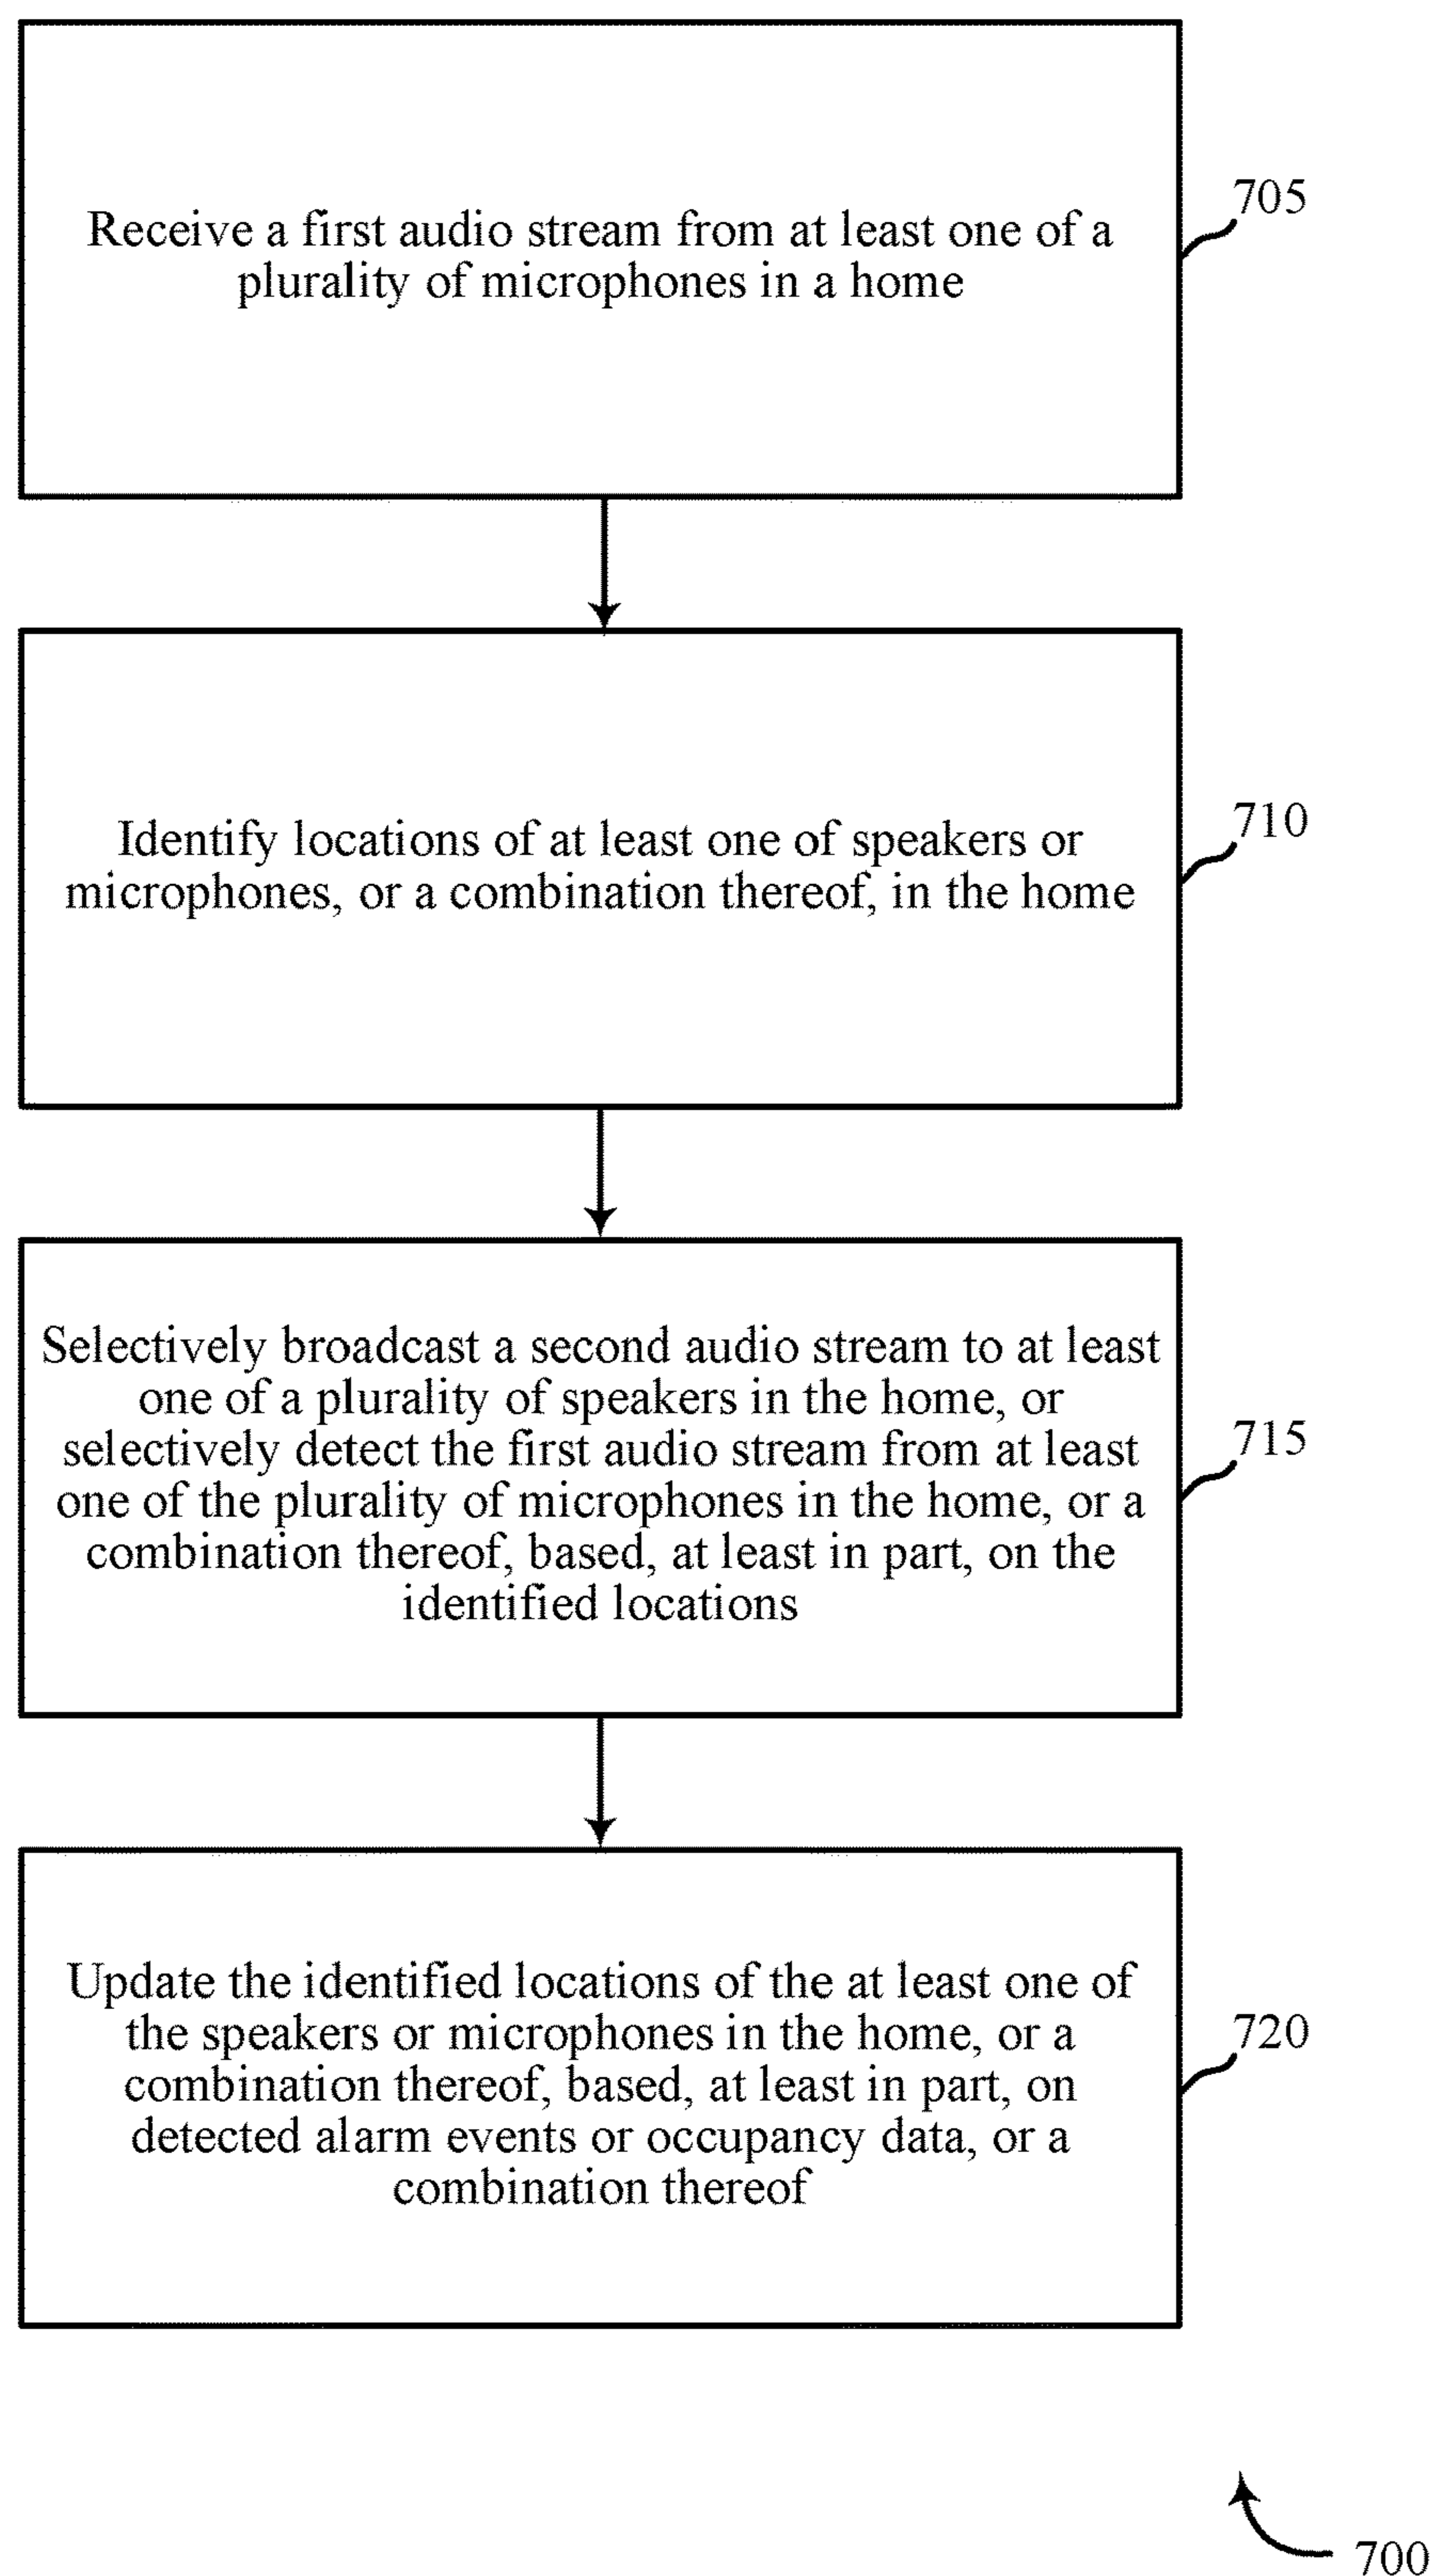 Receive a first audio stream from at least one of a
plurality of microphones in a home
705
Identify locations of at least one of speakers or
microphones, or a combination thereof, in the home
710
Selectively broadcast a second audio stream to at least
one of a plurality of speakers in the home, or
selectively detect the first audio stream from at least
one of the plurality of microphones in the home, or a
combination thereof, based, at least in part, on the
identified locations
715
Update the identified locations of the at least one of
the speakers or microphones in the home, or a
combination thereof, based, at least in part, on
detected alarm events or occupancy data, or a
combination thereof
720
700